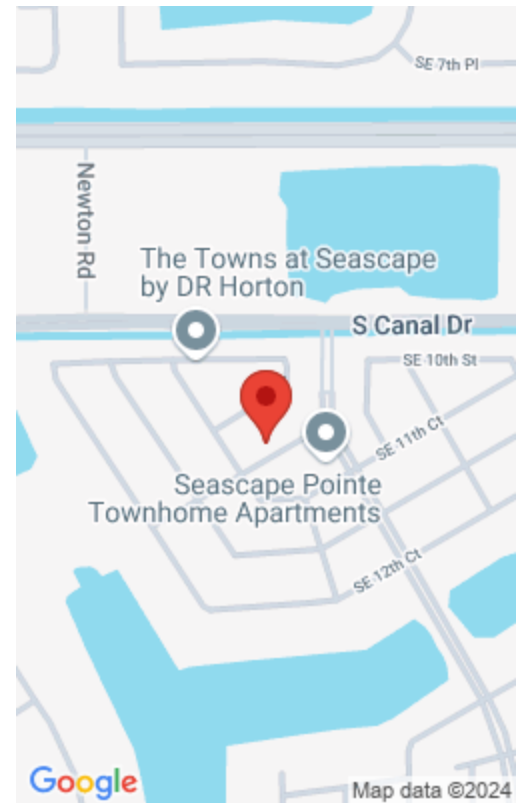 SE 7th Pl
Newton Rd
The Towns at Seascape
by DR Horton
S Canal Dr
SE 10th St
SE 11th Ct
Seascape Pointe
Townhome Apartments
SE 12th Ct
Google
Map data ©2024